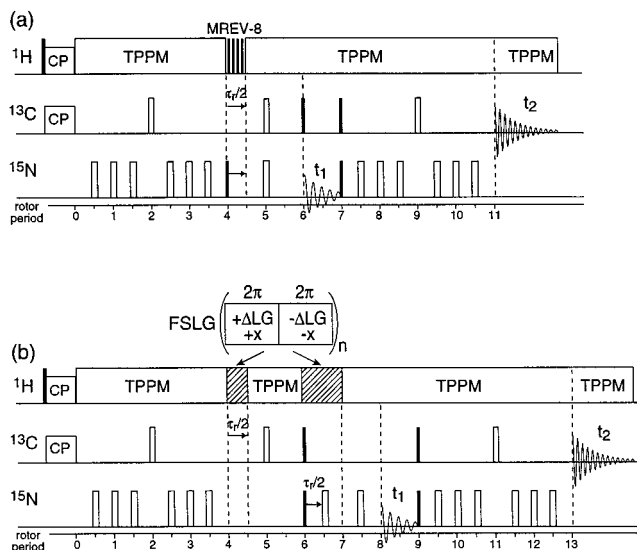 (a)
MREV-8
¹H CP TPPM TPPM TPPM
τr/2
¹³C CP t₂
¹⁵N t₁
rotor period 0 1 2 3 4 5 6 7 8 9 10 11
(b)
2π 2π
FSLG ( +ΔLG -ΔLG )n
+x -x
¹H CP TPPM TPPM TPPM TPPM
τr/2
¹³C CP t₂
τr/2
¹⁵N t₁
rotor period 0 1 2 3 4 5 6 7 8 9 10 11 12 13